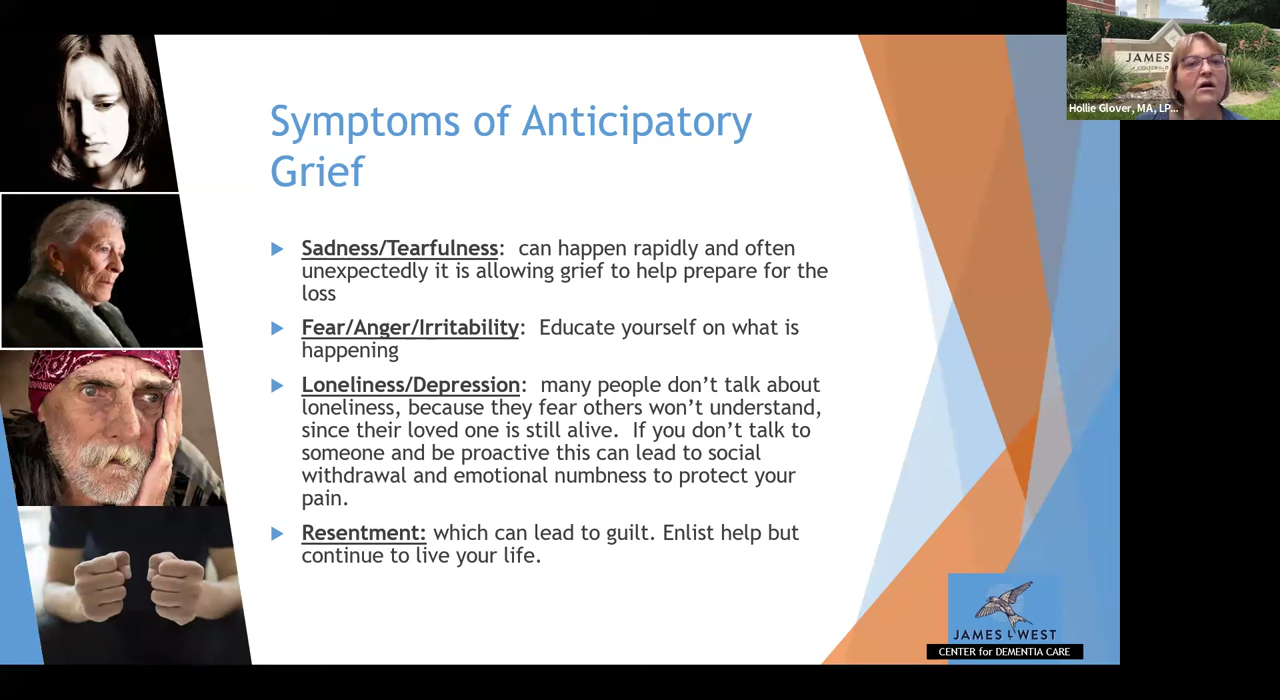 Symptoms of Anticipatory
Grief
Sadness/Tearfulness: can happen rapidly and often
unexpectedly it is allowing grief to help prepare for the
loss
Fear/Anger/Irritability: Educate yourself on what is
happening
Loneliness/Depression: many people don't talk about
loneliness, because they fear others won't understand,
since their loved one is still alive. If you don't talk to
someone and be proactive this can lead to social
withdrawal and emotional numbness to protect your
pain.
Resentment: which can lead to guilt. Enlist help but
continue to live your life.
JAMES L WEST
CENTER for DEMENTIA CARE
JAMES
Hollie Glover, MA, LP...